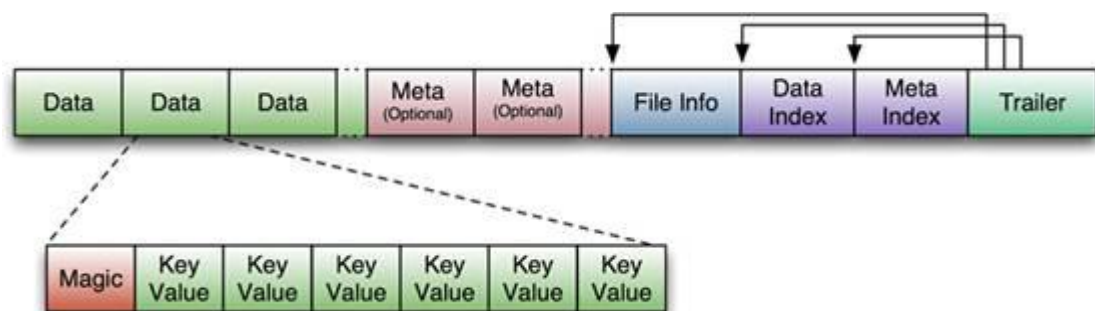 Data Data Data Meta Meta File Info Data Meta Trailer
(Optional) (Optional) Index Index
Magic Key Key Key Key Key Key
Value Value Value Value Value Value